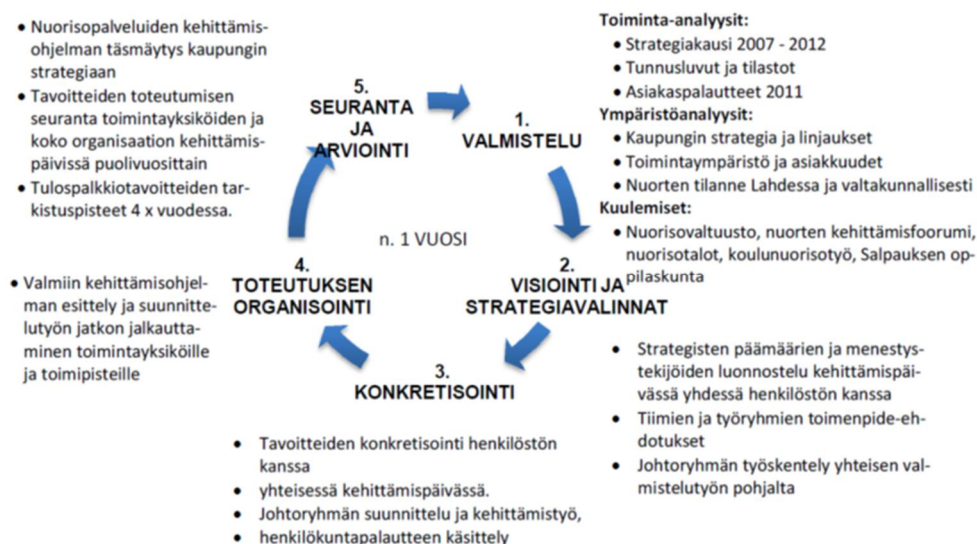 • Nuorisopalveluiden kehittämis-
ohjelman täsmäytys kaupungin
strategiaan
• Tavoitteiden toteutumisen
seuranta toimintayksiköiden ja
koko organisaation kehittämis-
päivissä puolivuosittain
• Tulospalkkiotavoitteiden tar-
kistuspisteet 4 x vuodessa.
5.
SEURANTA
JA
ARVIOINTI
1.
VALMISTELU
Toiminta-analyysit:
• Strategiakausi 2007 - 2012
• Tunnusluvut ja tilastot
• Asiakaspalautteet 2011
Ympäristöanalyysit:
• Kaupungin strategia ja linjaukset
• Toimintaympäristö ja asiakkuudet
• Nuorten tilanne Lahdessa ja valtakunnallisesti
Kuulemiset:
• Nuorisovaltuusto, nuorten kehittämisfoorumi,
nuorisotalot, koulunuorisotyö, Salpauksen op-
pilaskunta
n. 1 VUOSI
2.
VISIOINTI JA
STRATEGIAVALINNAT
• Strategisten päämäärien ja menestys-
tekijöiden luonnostelu kehittämispäi-
vässä yhdessä henkilöstön kanssa
• Tiimien ja työryhmien toimenpide-eh-
dotukset
• Johtoryhmän työskentely yhteisen val-
mistelutyön pohjalta
3.
KONKRETISOINTI
• Tavoitteiden konkretisointi henkilöstön
kanssa
• yhteisessä kehittämispäivässä.
• Johtoryhmän suunnittelu ja kehittämistyö,
• henkilökuntapalautteen käsittely
4.
TOTEUTUKSEN
ORGANISOINTI
• Valmiin kehittämisohjel-
man esittely ja suunnitte-
lutyön jatkon jalkautta-
minen toimintayksiköille
ja toimipisteille